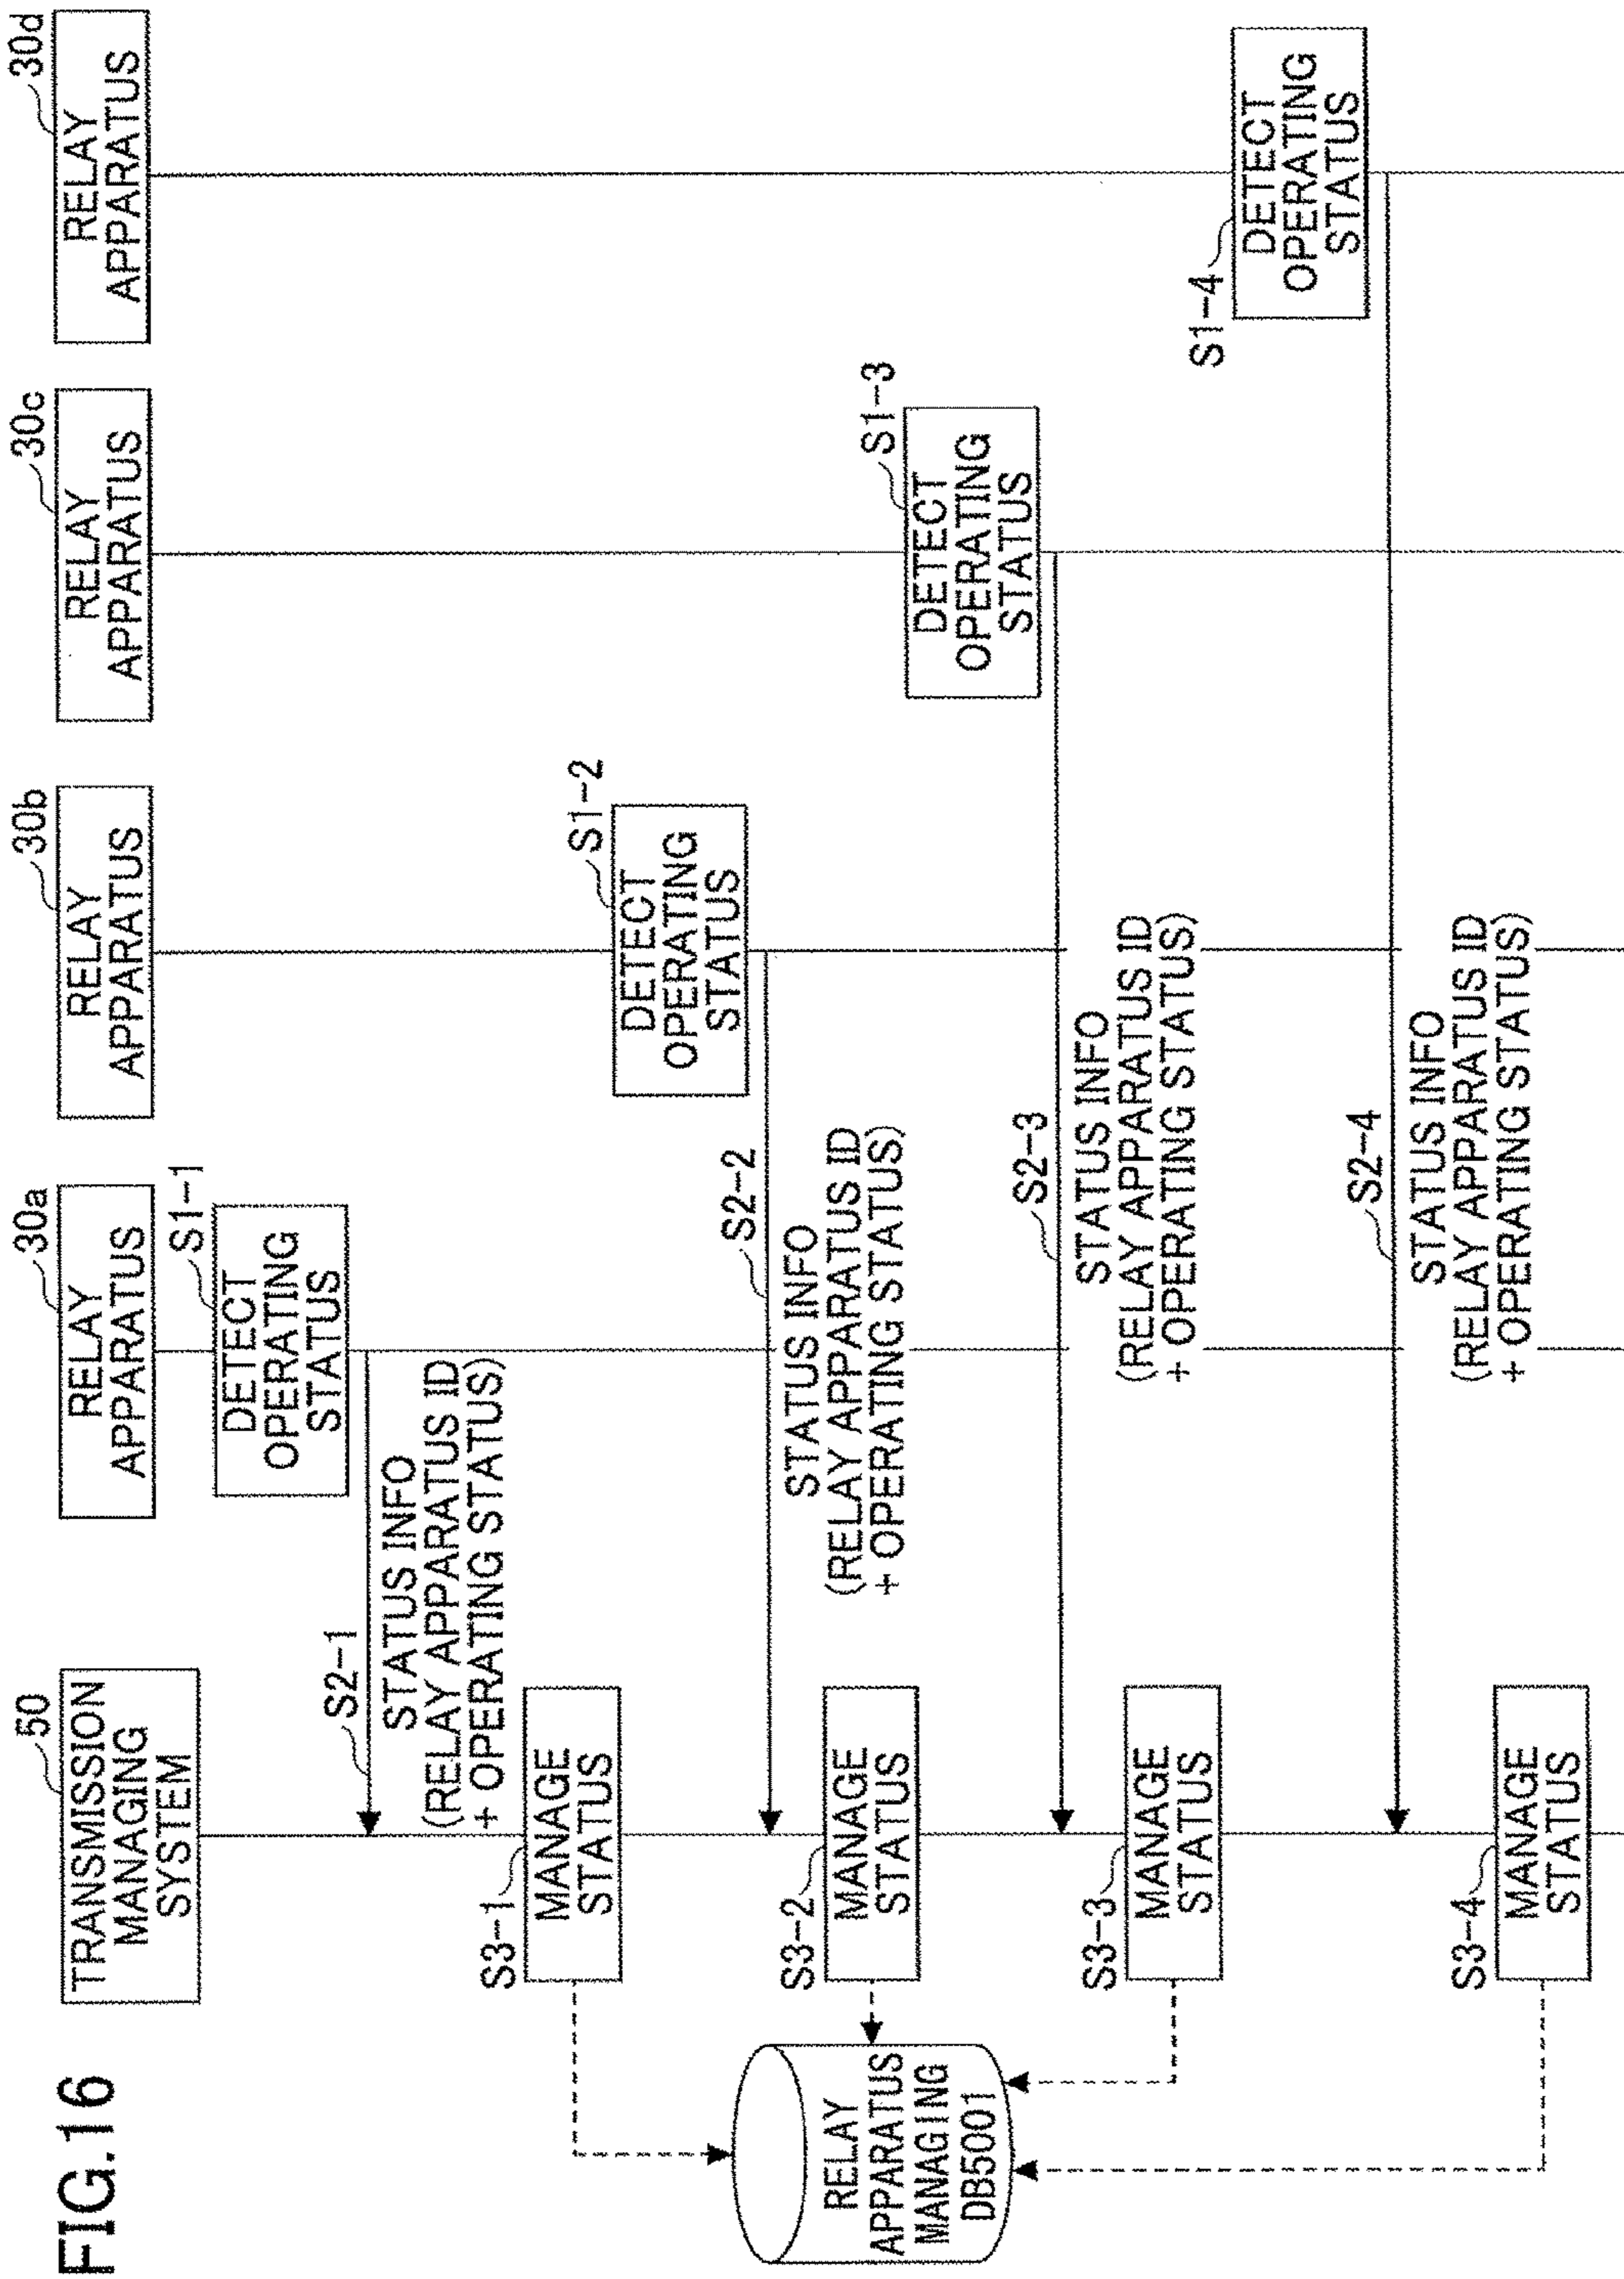 FIG.16
50
TRANSMISSION
MANAGING
SYSTEM
30a
RELAY
APPARATUS
30b
RELAY
APPARATUS
30c
RELAY
APPARATUS
30d
RELAY
APPARATUS
S1-1
DETECT
OPERATING
STATUS
S2-1
STATUS INFO
(RELAY APPARATUS ID
+ OPERATING STATUS)
S3-1
MANAGE
STATUS
S1-2
DETECT
OPERATING
STATUS
S2-2
STATUS INFO
(RELAY APPARATUS ID
+ OPERATING STATUS)
S3-2
MANAGE
STATUS
RELAY
APPARATUS
MANAGING
DB5001
S1-3
DETECT
OPERATING
STATUS
S2-3
STATUS INFO
(RELAY APPARATUS ID
+ OPERATING STATUS)
S3-3
MANAGE
STATUS
S1-4
DETECT
OPERATING
STATUS
S2-4
STATUS INFO
(RELAY APPARATUS ID
+ OPERATING STATUS)
S3-4
MANAGE
STATUS